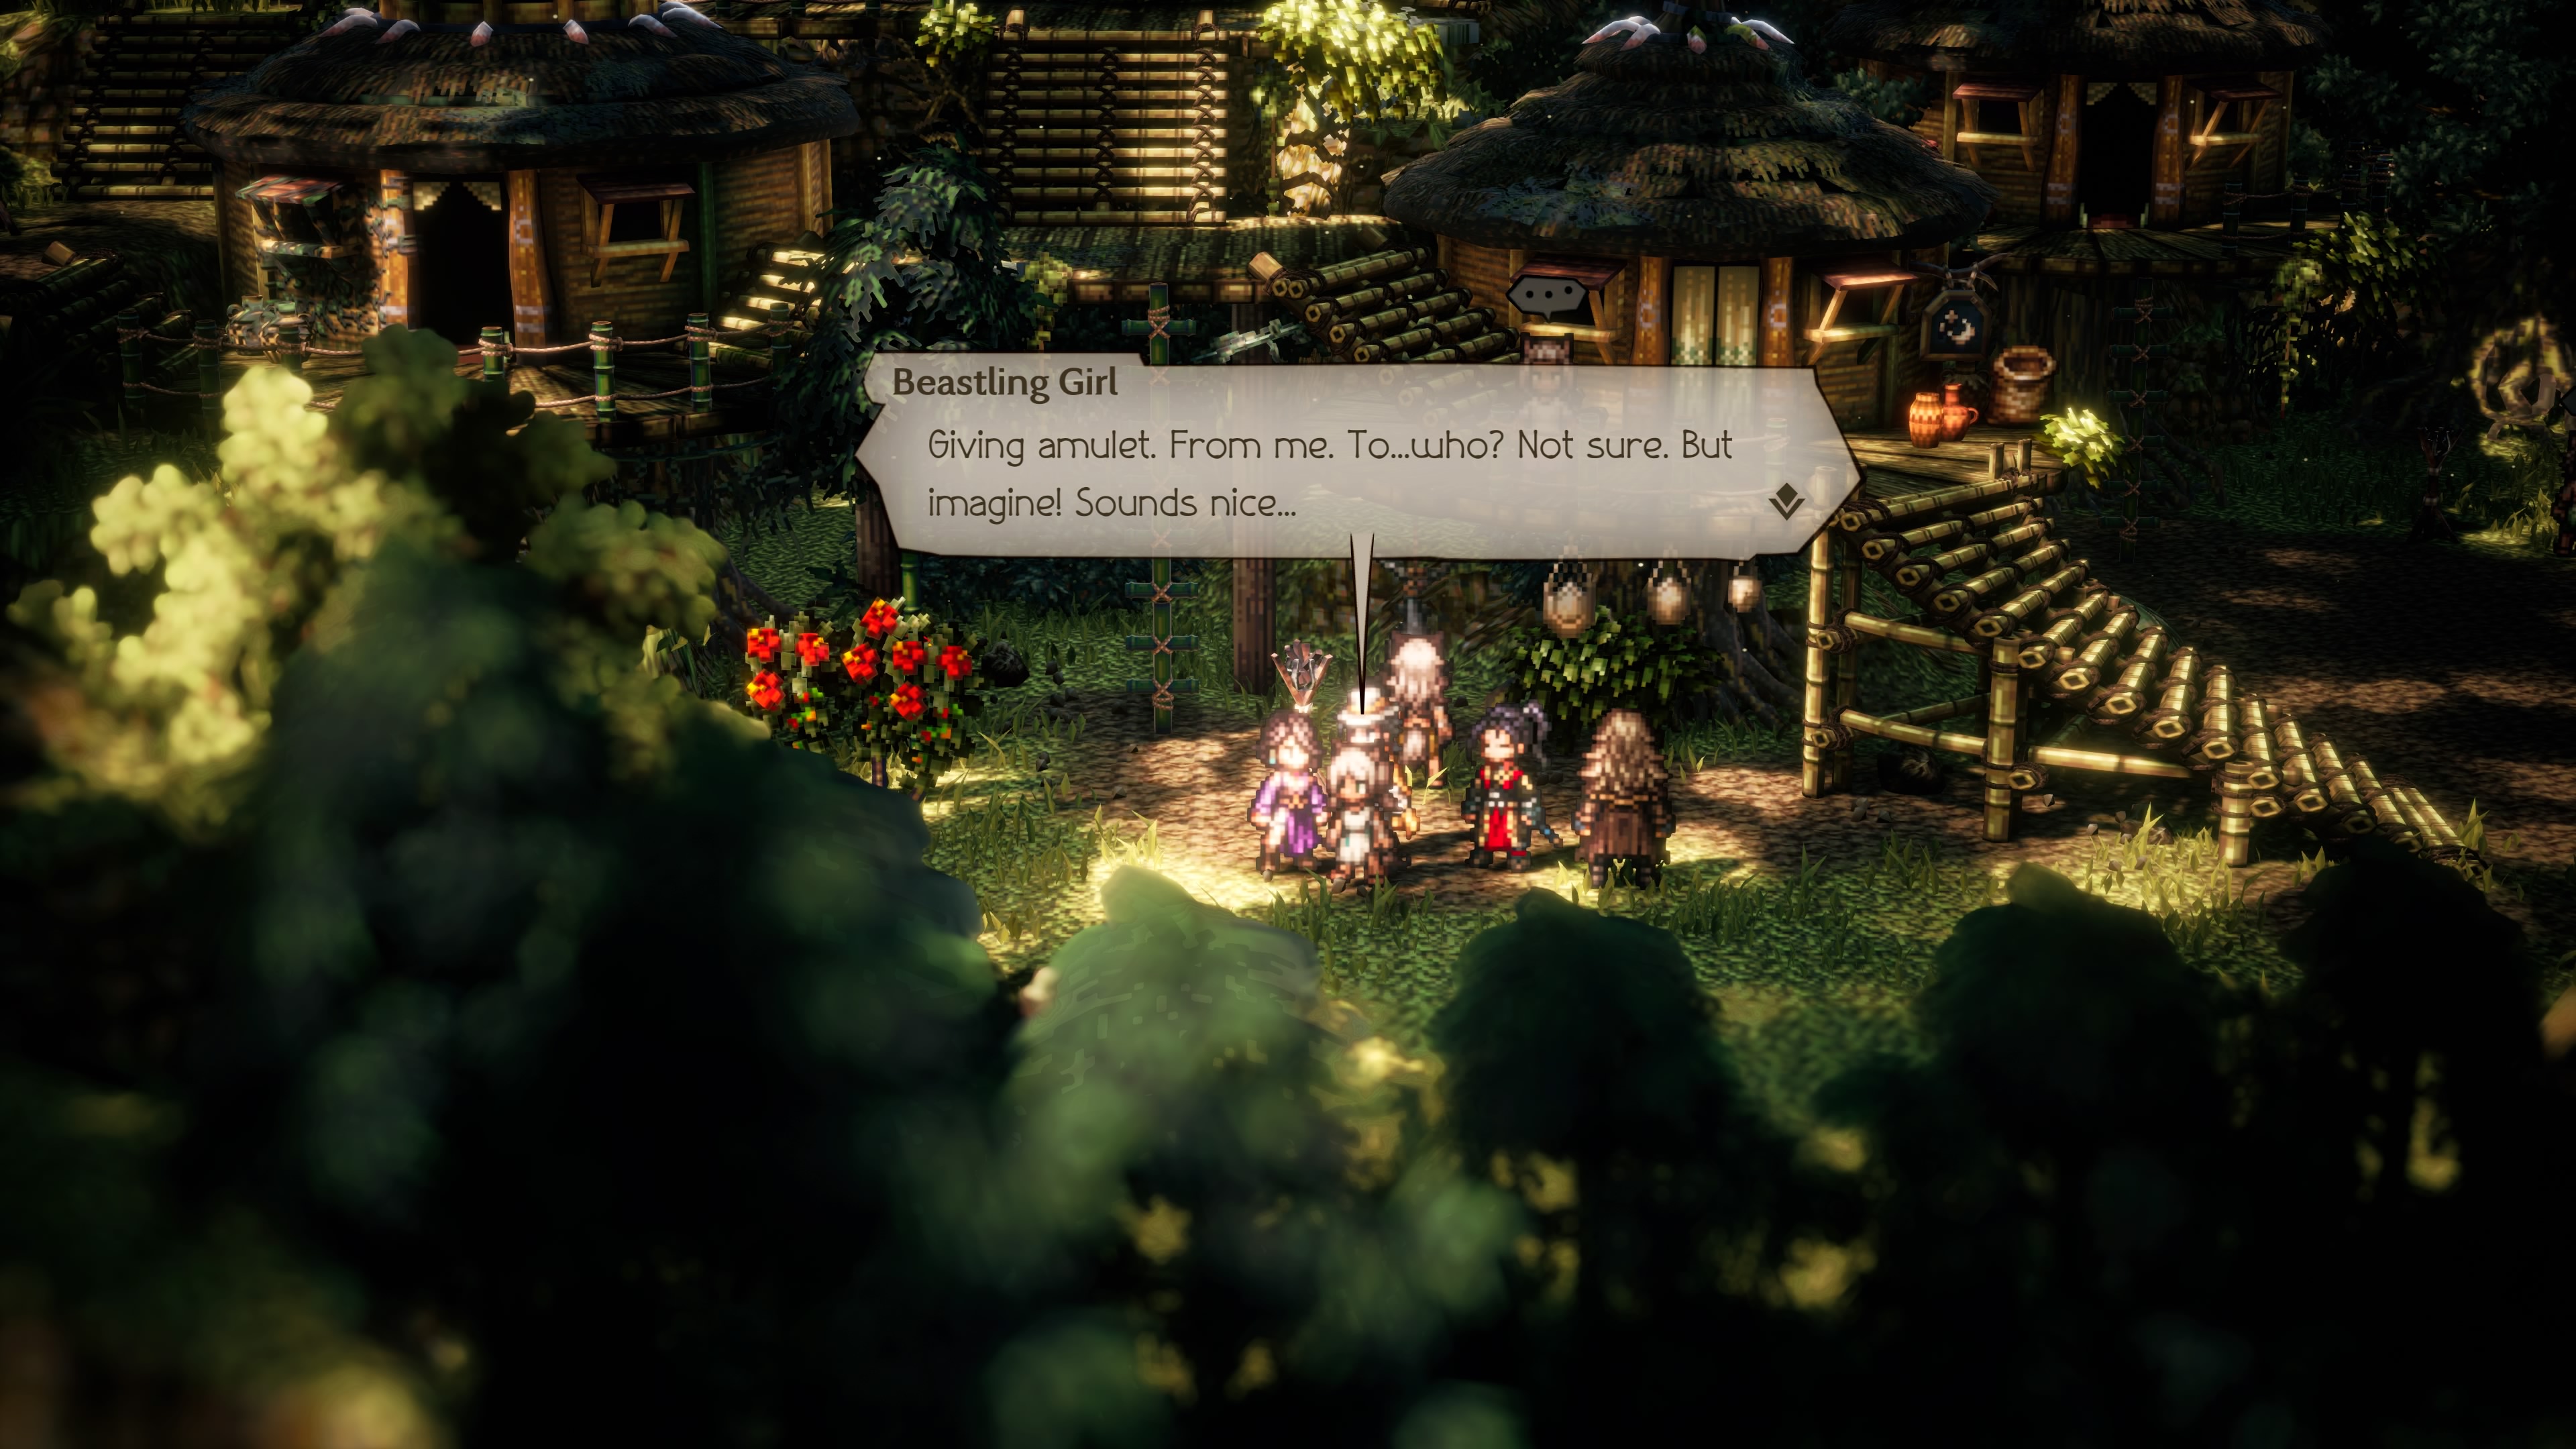 Beastling Girl
Giving amulet. From me. To...who? Not sure. But
imagine! Sounds nice...